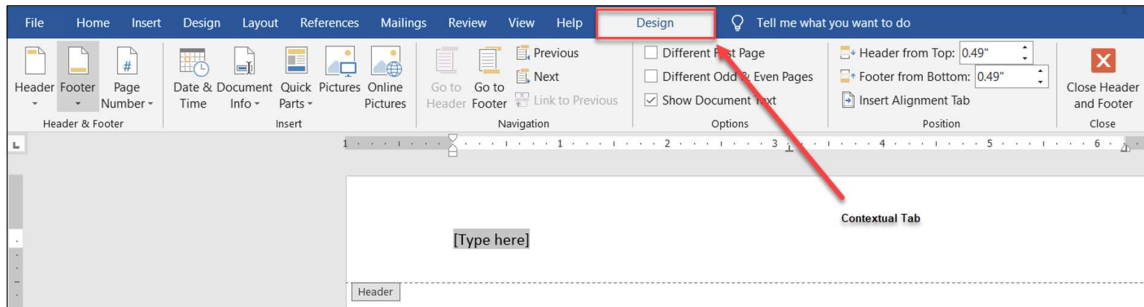 File Home Insert Design Layout References Mailings Review View Help Design Tell me what you want to do
Header Footer Page Number
Header & Footer
Date & Time Document Info Quick Parts Pictures Online Pictures
Insert
Go to Header Go to Footer Previous
Next
Link to Previous
Navigation
Different First Page
Different Odd & Even Pages
Show Document Text
Options
Header from Top: 0.49"
Footer from Bottom: 0.49"
Insert Alignment Tab
Position
Close Header and Footer
Close
1 1 2 3 4 5 6
Contextual Tab
[Type here]
Header